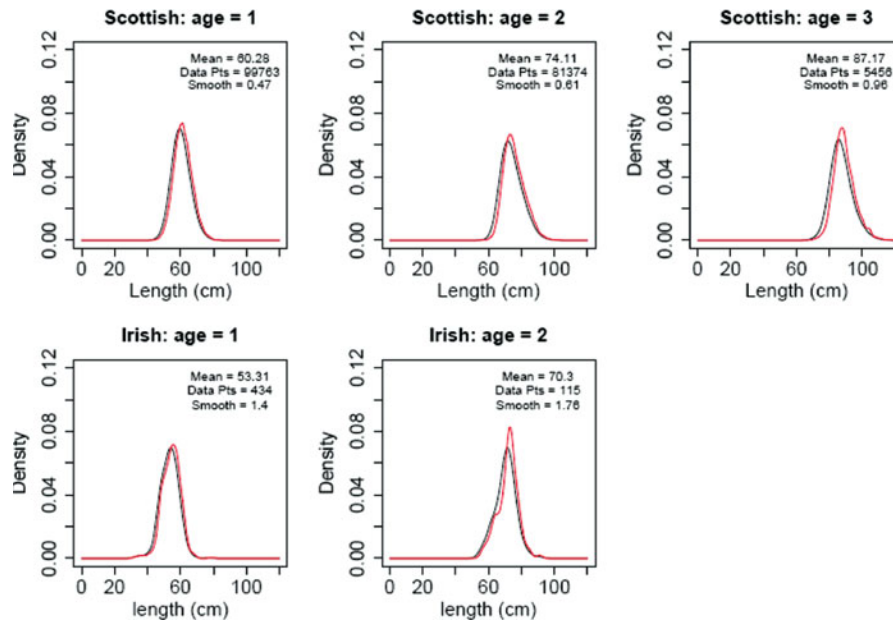 Scottish: age = 1
Mean = 60.28
Data Pts = 99763
Smooth = 0.47
Density
0.00 0.04 0.08 0.12
0 20 60 100
Length (cm)
Scottish: age = 2
Mean = 74.11
Data Pts = 81374
Smooth = 0.61
Density
0.00 0.04 0.08 0.12
0 20 60 100
Length (cm)
Scottish: age = 3
Mean = 87.17
Data Pts = 5456
Smooth = 0.96
Density
0.00 0.04 0.08 0.12
0 20 60 100
Length (cm)
Irish: age = 1
Mean = 53.31
Data Pts = 434
Smooth = 1.4
Density
0.00 0.04 0.08 0.12
0 20 60 100
length (cm)
Irish: age = 2
Mean = 70.3
Data Pts = 115
Smooth = 1.76
Density
0.00 0.04 0.08 0.12
0 20 60 100
length (cm)